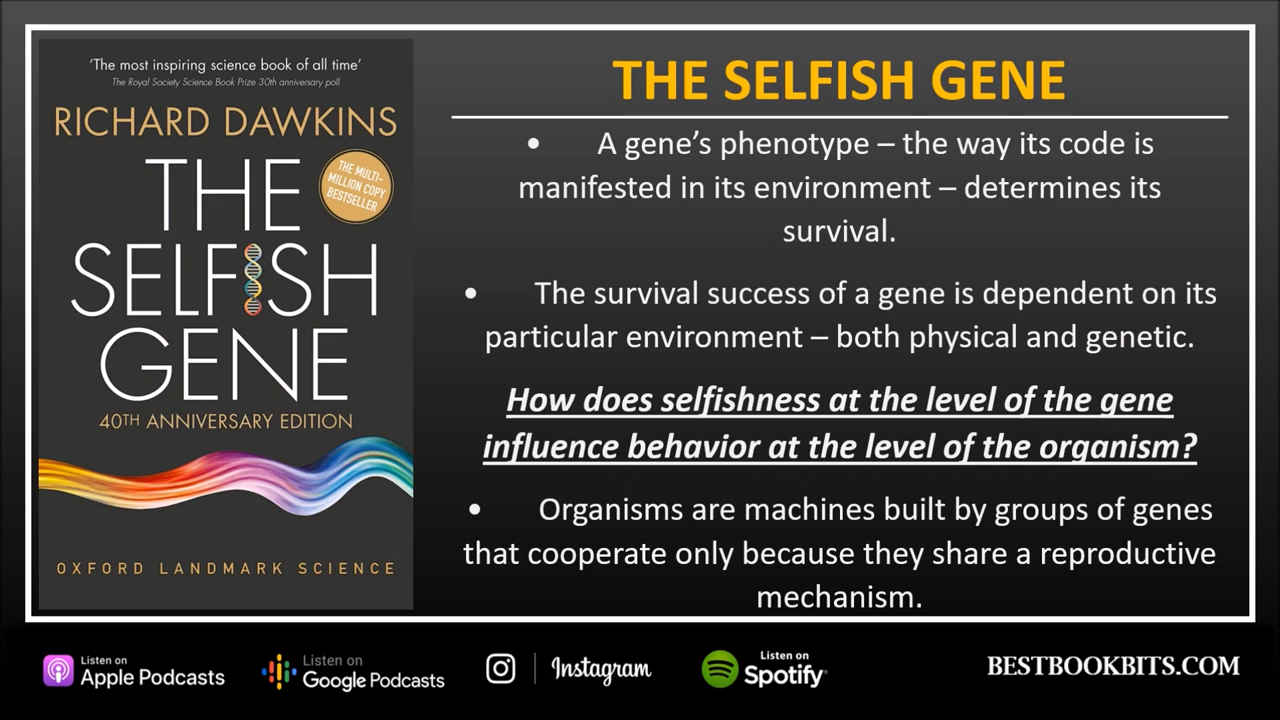 ‘The most inspiring science book of all time’
The Royal Society Science Book Prize 30th anniversary poll
RICHARD DAWKINS
THE
THE MULTI-
MILLION COPY
BESTSELLER
SELFISH
GENE
40TH ANNIVERSARY EDITION
OXFORD LANDMARK SCIENCE
THE SELFISH GENE
• A gene’s phenotype – the way its code is
manifested in its environment – determines its
survival.
• The survival success of a gene is dependent on its
particular environment – both physical and genetic.
How does selfishness at the level of the gene
influence behavior at the level of the organism?
• Organisms are machines built by groups of genes
that cooperate only because they share a reproductive
mechanism.
Listen on
Apple Podcasts
Listen on
Google Podcasts
Instagram
Listen on
Spotify
BESTBOOKBITS.COM